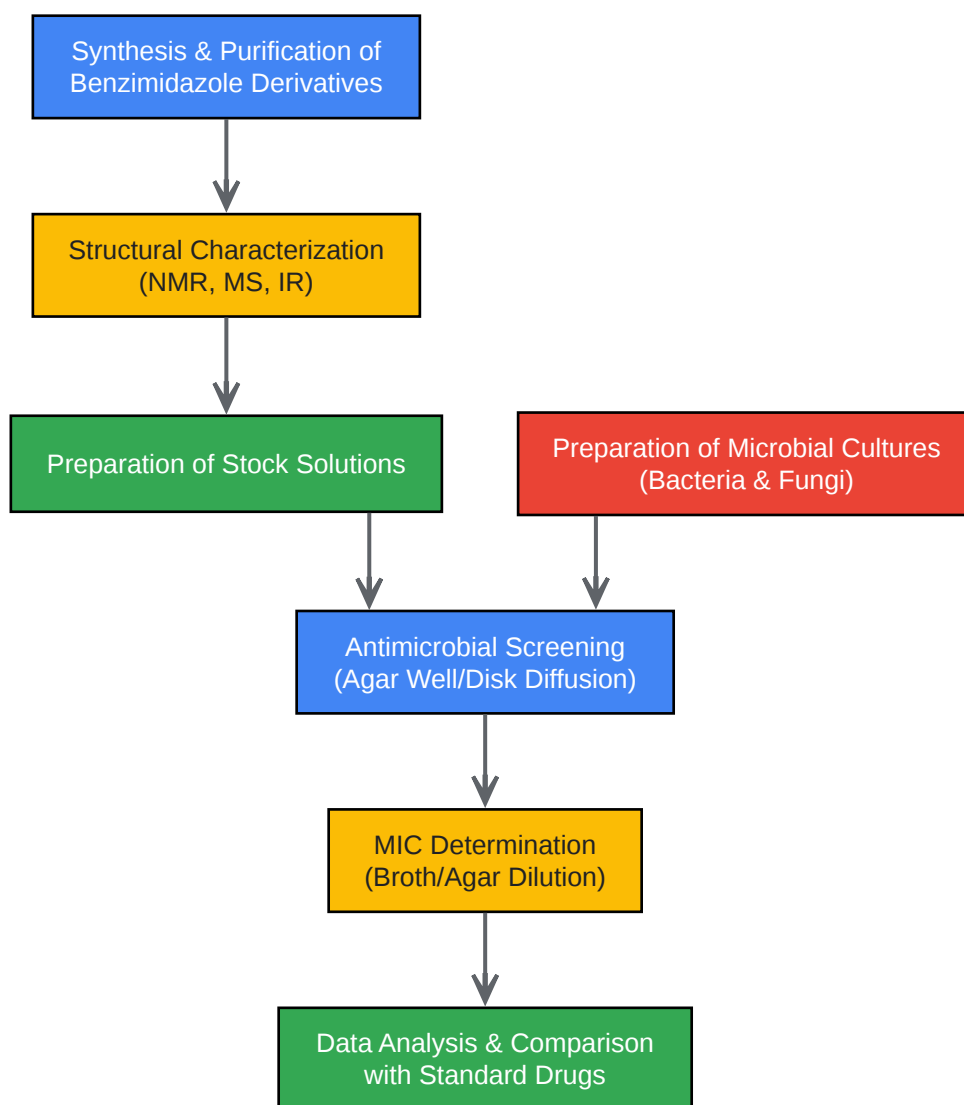 Synthesis & Purification of
Benzimidazole Derivatives
Structural Characterization
(NMR, MS, IR)
Preparation of Stock Solutions
Preparation of Microbial Cultures
(Bacteria & Fungi)
Antimicrobial Screening
(Agar Well/Disk Diffusion)
MIC Determination
(Broth/Agar Dilution)
Data Analysis & Comparison
with Standard Drugs